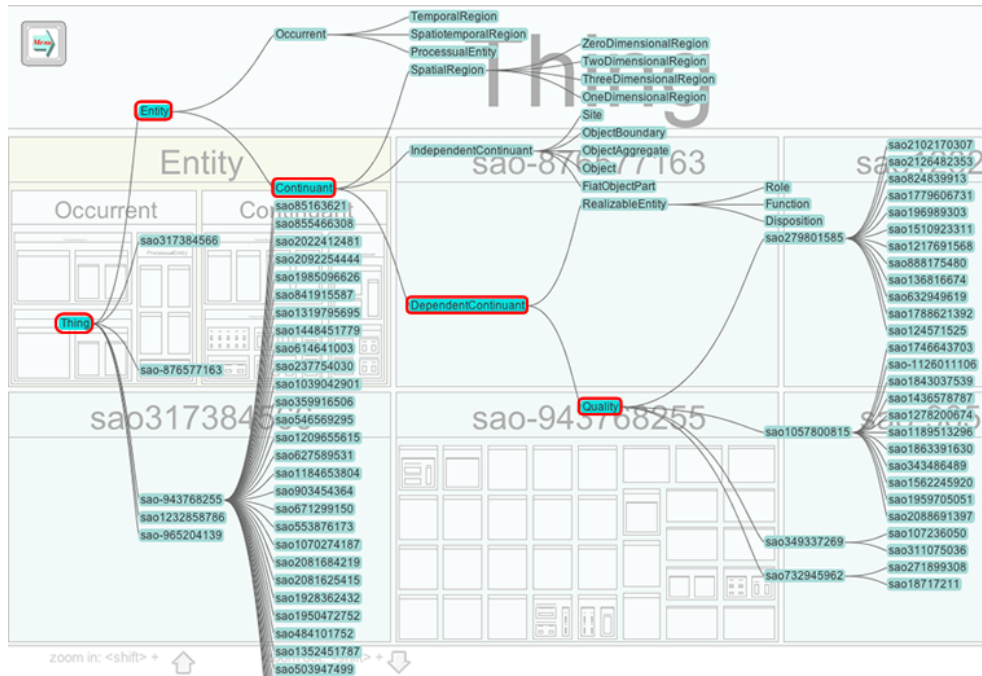 TemporalRegion
Occurrent
SpatiotemporalRegion
Menu
Thing
ProcessualEntity
ZeroDimensionalRegion
TwoDimensionalRegion
SpatialRegion
ThreeDimensionalRegion
OneDimensionalRegion
Entity
Site
ObjectBoundary
IndependentContinuant
ObjectAggregate
Object
FiatObjectPart
RealizableEntity
Role
Function
Disposition
Entity
sao-876577163
Continuant
Occurrent
sao85163621
sao855466308
sao2022412481
sao2092254444
sao1985096626
sao841915587
sao1319795695
sao1448451779
sao614641003
sao237754030
sao1039042901
sao359916506
sao546569295
sao1209655615
sao627589531
sao1184653804
sao903454364
sao671299150
sao553876173
sao1070274187
sao2081684219
sao2081625415
sao1928362432
sao1950472752
sao484101752
sao1352451787
sao503947499
sao317384566
ProcessualEntity
Thing
sao-876577163
DependentContinuant
Quality
sao317384566
sao-943768255
sao-943768255
sao1232858786
sao-965204139
sao279801585
sao1057800815
sao349337269
sao732945962
sao2102170307
sao2126482353
sao824839913
sao1779606731
sao196989303
sao1510923311
sao1217691568
sao888175480
sao136816674
sao632949619
sao1788621392
sao124571525
sao1746643703
sao-1126011106
sao1843037539
sao1436578787
sao1278200674
sao1189513296
sao1863391630
sao343486489
sao1562245920
sao1959705051
sao2088691397
sao107236050
sao311075036
sao271899308
sao18717211
zoom in: <shift> +